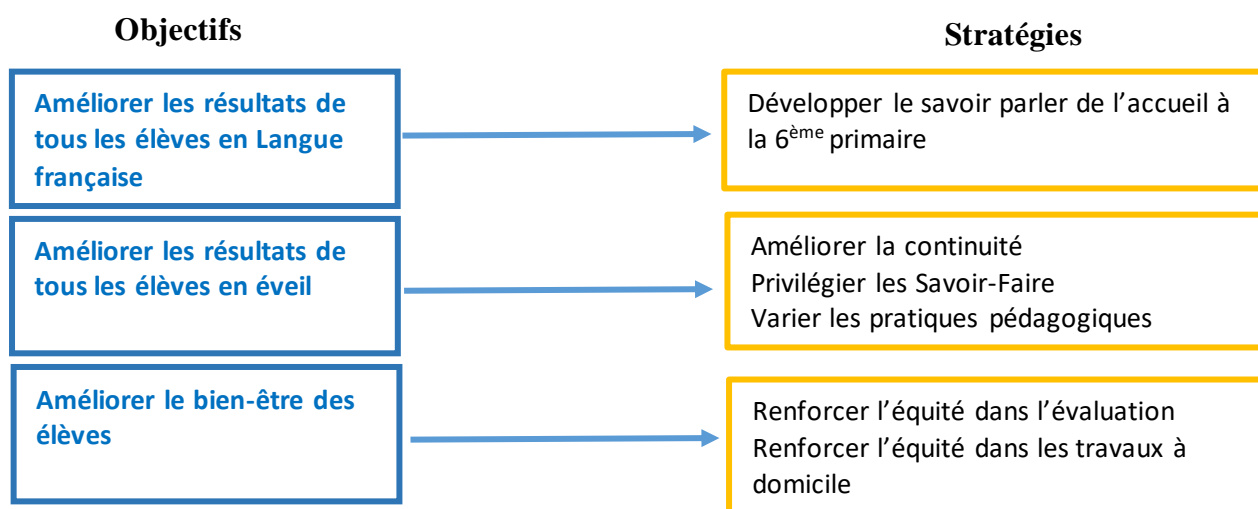 Objectifs
Stratégies
Améliorer les résultats de
tous les élèves en Langue
française
Développer le savoir parler de l’accueil à
la 6ème primaire
Améliorer les résultats de
tous les élèves en éveil
Améliorer la continuité
Privilégier les Savoir-Faire
Varier les pratiques pédagogiques
Améliorer le bien-être des
élèves
Renforcer l’équité dans l’évaluation
Renforcer l’équité dans les travaux à
domicile